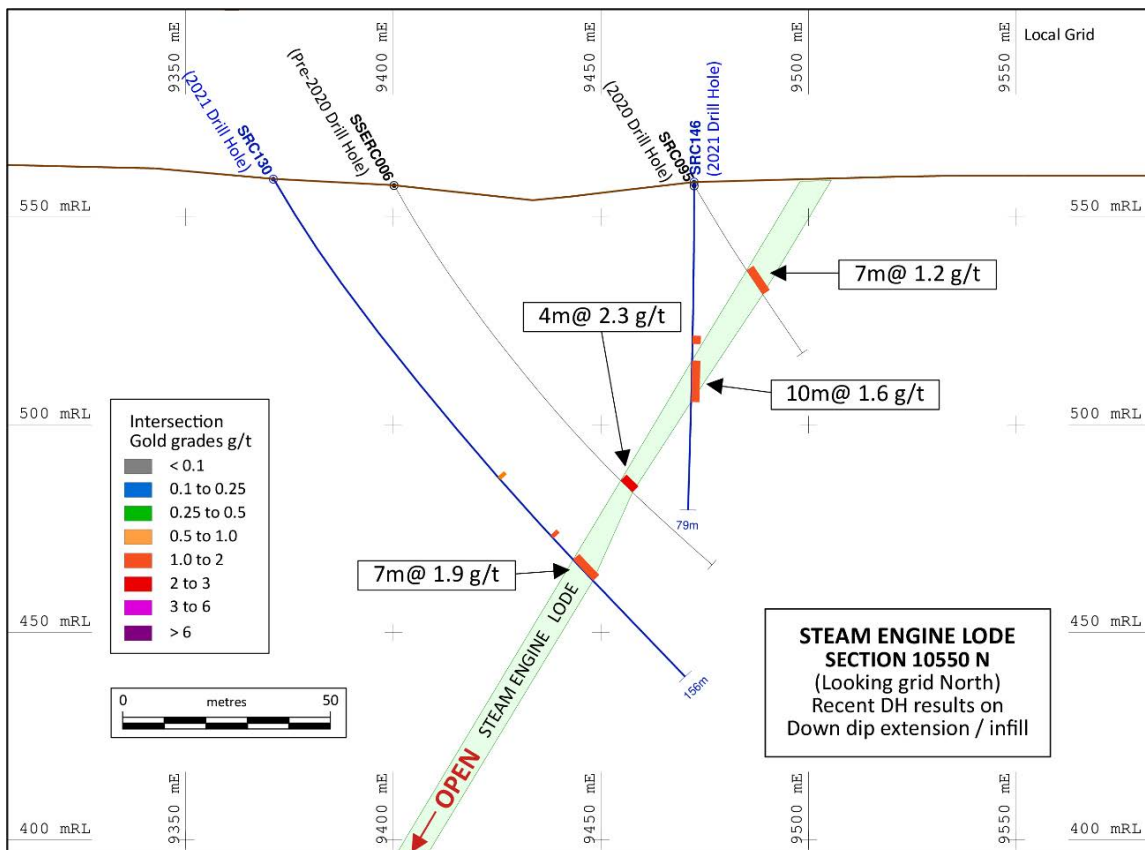 9350 mE
9400 mE
9450 mE
9500 mE
9550 mE
Local Grid
(2021 Drill Hole)
SRC130
(Pre-2020 Drill Hole)
SSERC006
(2020 Drill Hole)
SRC095
SRC146
(2021 Drill Hole)
550 mRL
550 mRL
7m@ 1.2 g/t
4m@ 2.3 g/t
10m@ 1.6 g/t
500 mRL
500 mRL
Intersection
Gold grades g/t
< 0.1
0.1 to 0.25
0.25 to 0.5
0.5 to 1.0
1.0 to 2
2 to 3
3 to 6
> 6
79m
7m@ 1.9 g/t
450 mRL
450 mRL
STEAM ENGINE LODE
156m
STEAM ENGINE LODE
SECTION 10550 N
(Looking grid North)
Recent DH results on
Down dip extension / infill
0 metres 50
OPEN
400 mRL
400 mRL
9350 mE
9400 mE
9450 mE
9500 mE
9550 mE